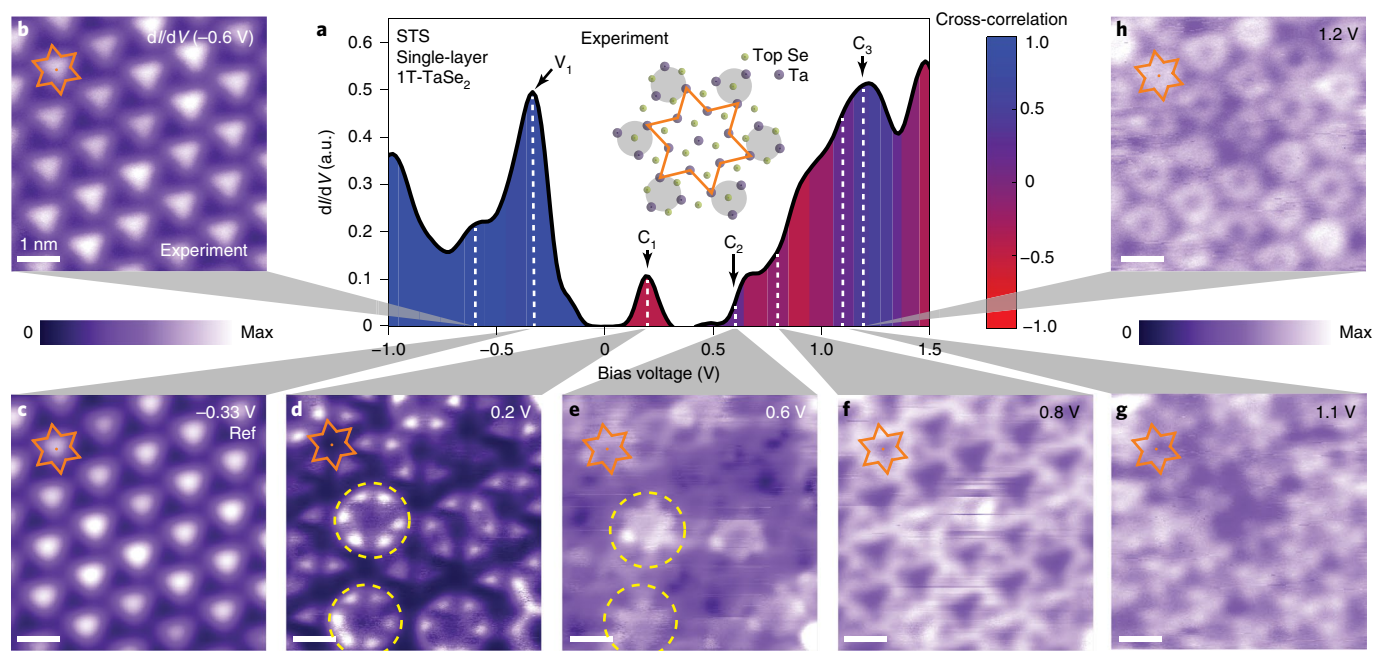 b
dI/dV (–0.6 V)
1 nm
Experiment
0
Max
a
STS
Single-layer
1T-TaSe2
Experiment
Top Se
Ta
V1
C1
C2
C3
dI/dV (a.u.)
0.6
0.5
0.4
0.3
0.2
0.1
0
–1.0
–0.5
0
0.5
1.0
1.5
Bias voltage (V)
Cross-correlation
1.0
0.5
0
–0.5
–1.0
h
1.2 V
0
Max
c
–0.33 V
Ref
d
0.2 V
e
0.6 V
f
0.8 V
g
1.1 V